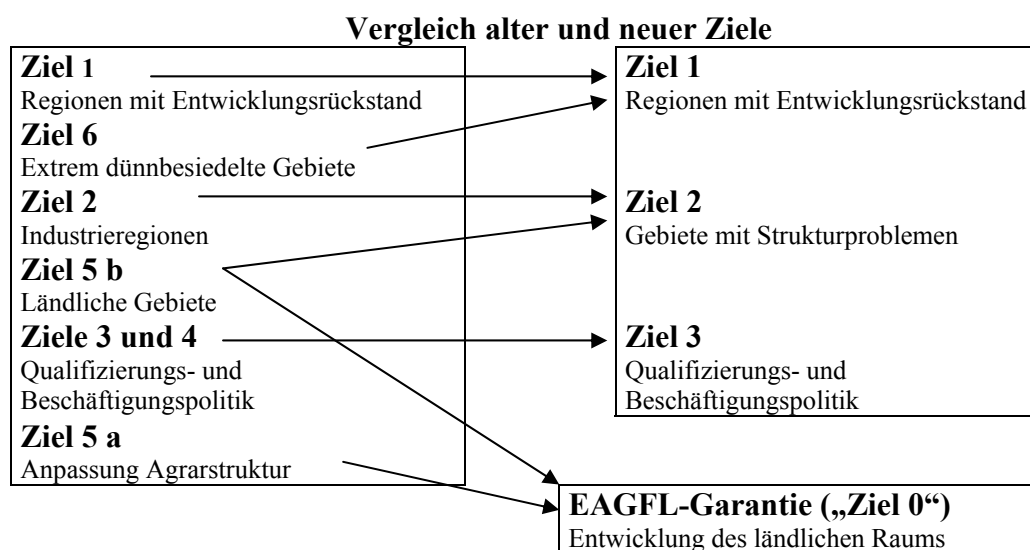 Vergleich alter und neuer Ziele
Ziel 1
Regionen mit Entwicklungsrückstand
Ziel 6
Extrem dünnbesiedelte Gebiete
Ziel 2
Industrieregionen
Ziel 5 b
Ländliche Gebiete
Ziele 3 und 4
Qualifizierungs- und
Beschäftigungspolitik
Ziel 5 a
Anpassung Agrarstruktur
Ziel 1
Regionen mit Entwicklungsrückstand
Ziel 2
Gebiete mit Strukturproblemen
Ziel 3
Qualifizierungs- und
Beschäftigungspolitik
EAGFL-Garantie („Ziel 0“)
Entwicklung des ländlichen Raums